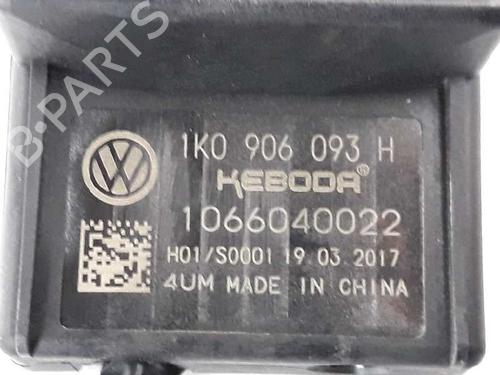 1K0 906 093 H
KEBODA®
1066040022
H01/S0001 19.03.2017
4UM MADE IN CHINA
B-PARTS